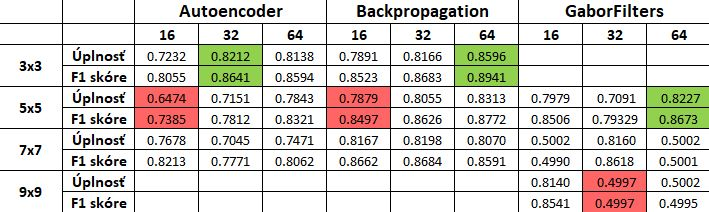 Autoencoder Backpropagation GaborFilters
16 32 64 16 32 64 16 32 64
3x3 Úplnosť 0.7232 0.8212 0.8138 0.7891 0.8166 0.8596
F1 skóre 0.8055 0.8641 0.8594 0.8523 0.8683 0.8941
5x5 Úplnosť 0.6474 0.7151 0.7843 0.7879 0.8055 0.8313 0.7979 0.7091 0.8227
F1 skóre 0.7385 0.7812 0.8321 0.8497 0.8626 0.8772 0.8506 0.79329 0.8673
7x7 Úplnosť 0.7678 0.7045 0.7471 0.8167 0.8198 0.8070 0.5002 0.8160 0.5002
F1 skóre 0.8213 0.7771 0.8062 0.8662 0.8684 0.8591 0.4990 0.8618 0.5001
9x9 Úplnosť 0.8140 0.4997 0.5002
F1 skóre 0.8541 0.4997 0.4995